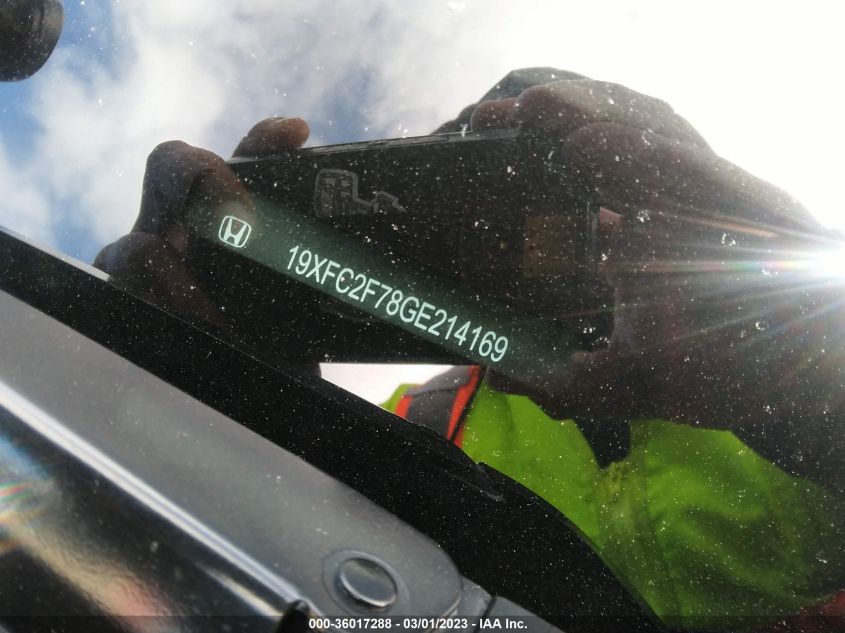 19XFC2F78GE214169
000-36017288 - 03/01/2023 - IAA Inc.